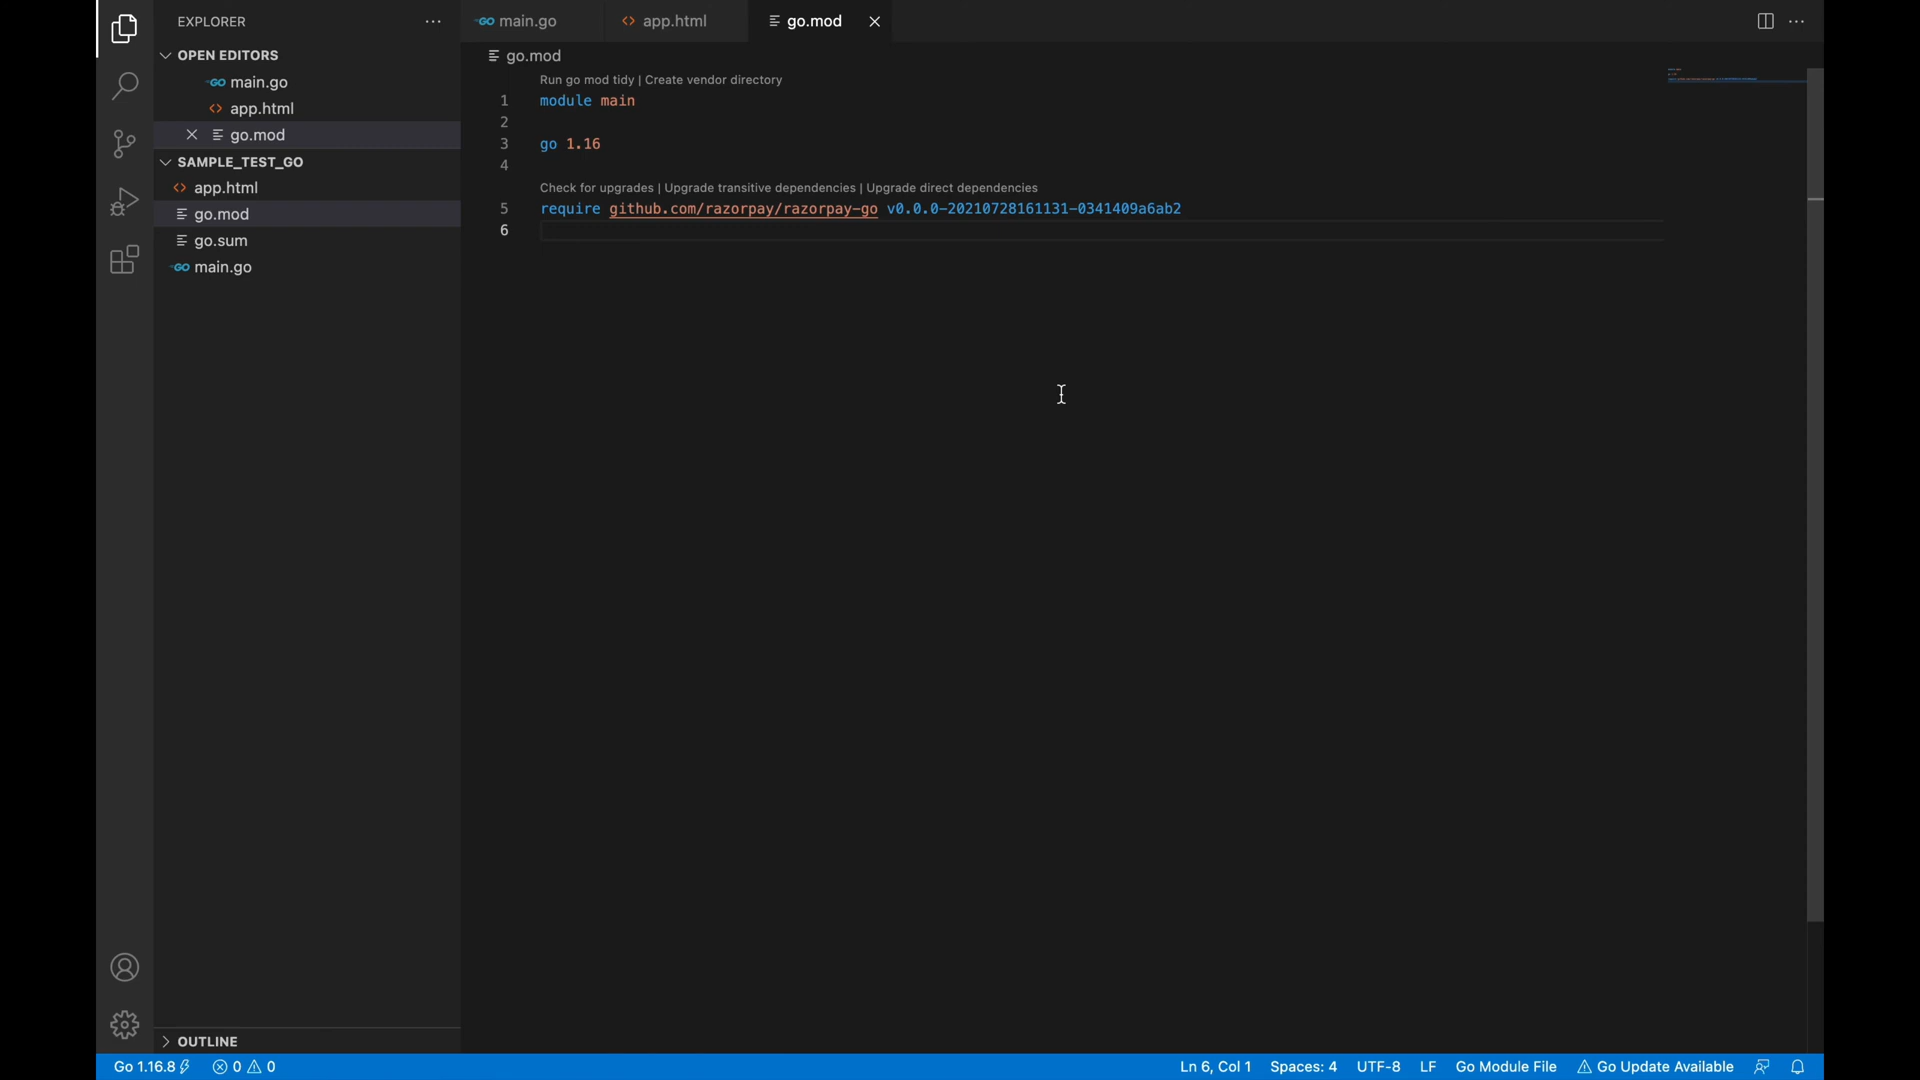 EXPLORER
OPEN EDITORS
GO main.go
<> app.html
go.mod
SAMPLE_TEST_GO
<> app.html
go.mod
go.sum
GO main.go
OUTLINE
GO main.go
<> app.html
go.mod
go.mod
Run go mod tidy | Create vendor directory
1 module main
2
3 go 1.16
4
Check for upgrades | Upgrade transitive dependencies | Upgrade direct dependencies
5 require github.com/razorpay/razorpay-go v0.0.0-20210728161131-0341409a6ab2
6
Go 1.16.8 0 0 Ln 6, Col 1 Spaces: 4 UTF-8 LF Go Module File Go Update Available